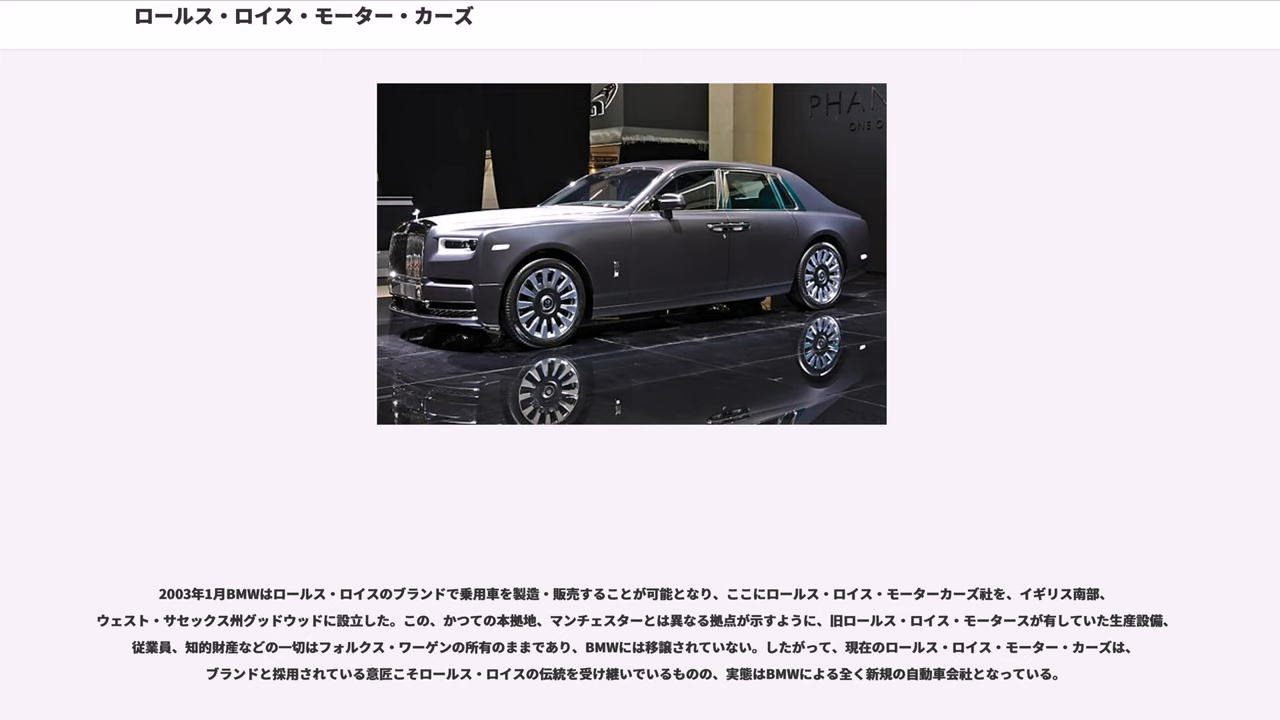 ロールス・ロイス・モーター・カーズ
PHAN
ONE O
2003年1月BMWはロールス・ロイスのブランドで乗用車を製造・販売することが可能となり、ここにロールス・ロイス・モーターカーズ社を、イギリス南部、
ウェスト・サセックス州グッドウッドに設立した。この、かつての本拠地、マンチェスターとは異なる拠点が示すように、旧ロールス・ロイス・モータースが有していた生産設備、
従業員、知的財産などの一切はフォルクス・ワーゲンの所有のままであり、BMWには移譲されていない。したがって、現在のロールス・ロイス・モーター・カーズは、
ブランドと採用されている意匠こそロールス・ロイスの伝統を受け継いでいるものの、実態はBMWによる全く新規の自動車会社となっている。